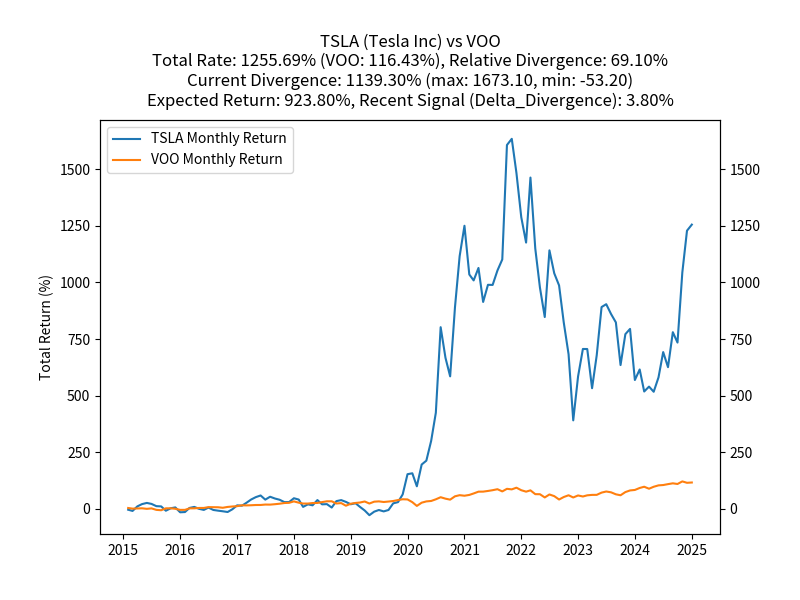 TSLA (Tesla Inc) vs VOO
Total Rate: 1255.69% (VOO: 116.43%), Relative Divergence: 69.10%
Current Divergence: 1139.30% (max: 1673.10, min: -53.20)
Expected Return: 923.80%, Recent Signal (Delta_Divergence): 3.80%
TSLA Monthly Return
VOO Monthly Return
Total Return (%)
1500 1500
1250 1250
1000 1000
750 750
500 500
250 250
0 0
2015 2016 2017 2018 2019 2020 2021 2022 2023 2024 2025